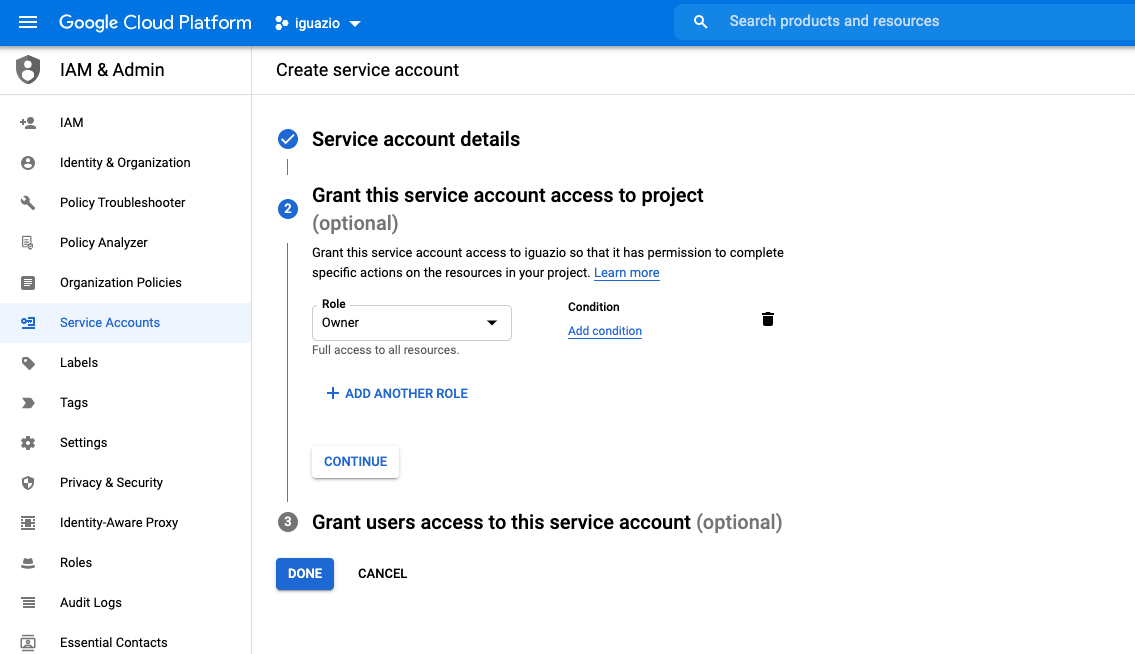 Google Cloud Platform
iguazio
Search products and resources
IAM & Admin
Create service account
IAM
Identity & Organization
Policy Troubleshooter
Policy Analyzer
Organization Policies
Service Accounts
Labels
Tags
Settings
Privacy & Security
Identity-Aware Proxy
Roles
Audit Logs
Essential Contacts
Service account details
2
Grant this service account access to project
(optional)
Grant this service account access to iguazio so that it has permission to complete
specific actions on the resources in your project. Learn more
Role
Owner
Full access to all resources.
Condition
Add condition
ADD ANOTHER ROLE
CONTINUE
3
Grant users access to this service account (optional)
DONE
CANCEL